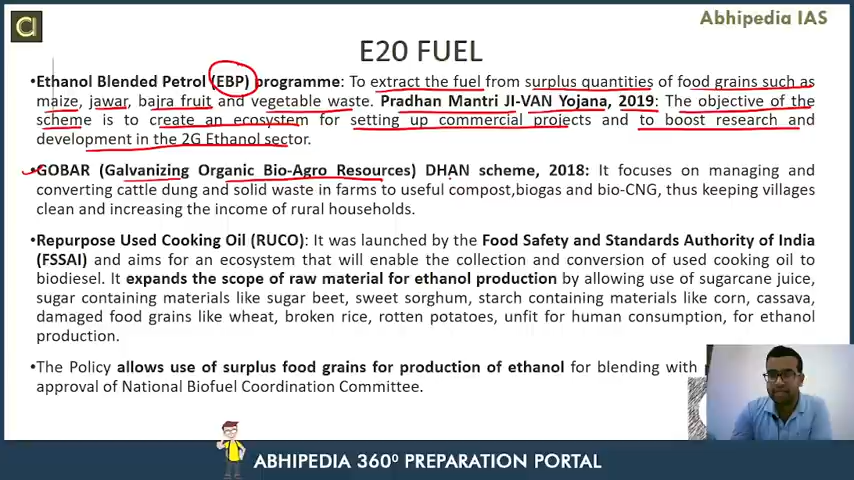 Abhipedia IAS
E20 FUEL
•Ethanol Blended Petrol (EBP) programme: To extract the fuel from surplus quantities of food grains such as
maize, jawar, bajra fruit and vegetable waste. Pradhan Mantri JI-VAN Yojana, 2019: The objective of the
scheme is to create an ecosystem for setting up commercial projects and to boost research and
development in the 2G Ethanol sector.
•GOBAR (Galvanizing Organic Bio-Agro Resources) DHAN scheme, 2018: It focuses on managing and
converting cattle dung and solid waste in farms to useful compost,biogas and bio-CNG, thus keeping villages
clean and increasing the income of rural households.
•Repurpose Used Cooking Oil (RUCO): It was launched by the Food Safety and Standards Authority of India
(FSSAI) and aims for an ecosystem that will enable the collection and conversion of used cooking oil to
biodiesel. It expands the scope of raw material for ethanol production by allowing use of sugarcane juice,
sugar containing materials like sugar beet, sweet sorghum, starch containing materials like corn, cassava,
damaged food grains like wheat, broken rice, rotten potatoes, unfit for human consumption, for ethanol
production.
•The Policy allows use of surplus food grains for production of ethanol for blending with
approval of National Biofuel Coordination Committee.
ABHIPEDIA 360⁰ PREPARATION PORTAL